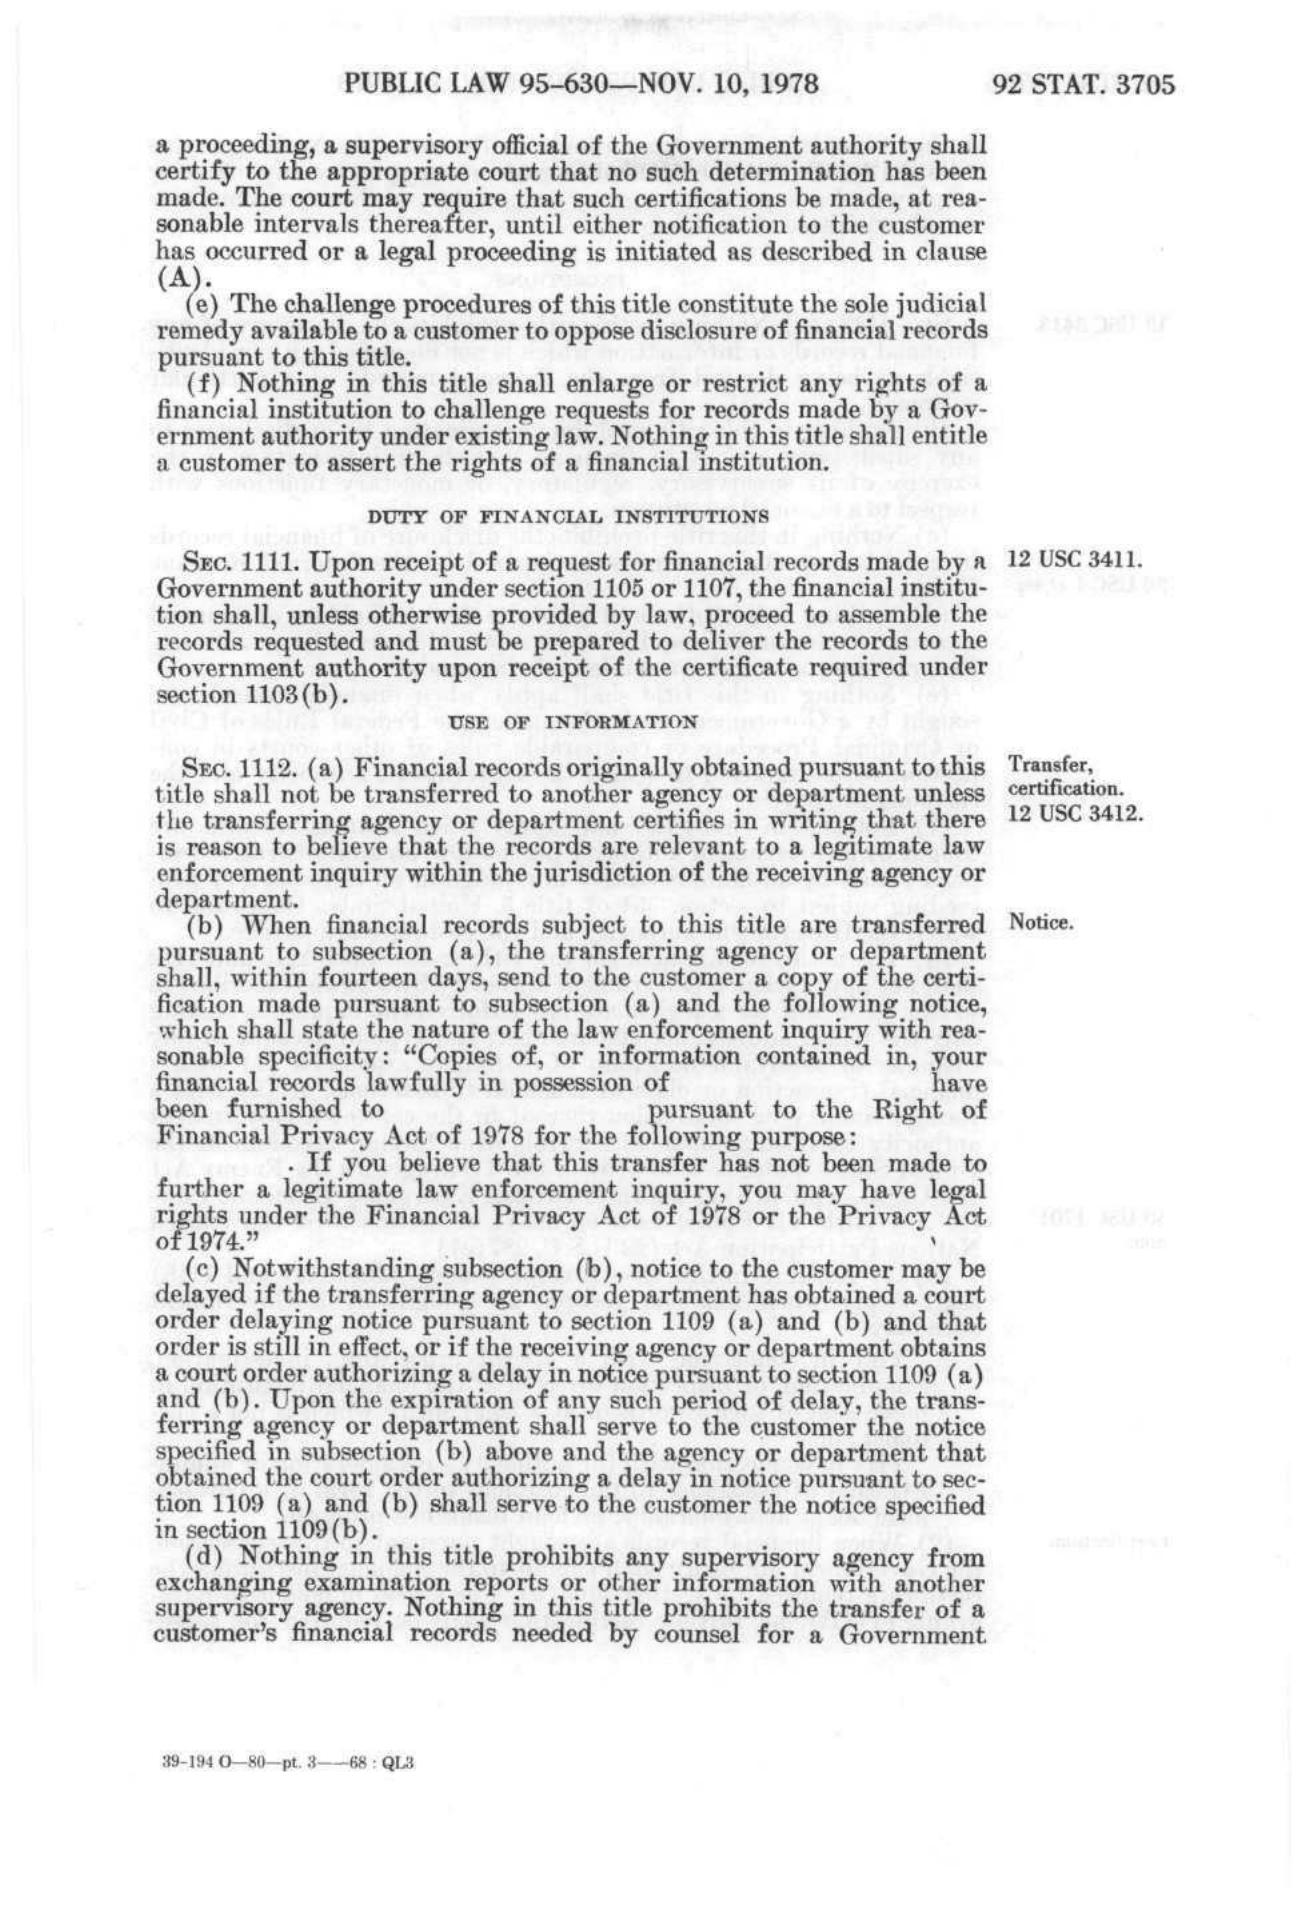 PUBLIC LAW 95–630—NOV. 10, 1978
92 STAT. 3705
a proceeding, a supervisory official of the Government authority shall
certify to the appropriate court that no such determination has been
made. The court may require that such certifications be made, at rea-
sonable intervals thereafter, until either notification to the customer
has occurred or a legal proceeding is initiated as described in clause
(A).
(e) The challenge procedures of this title constitute the sole judicial
remedy available to a customer to oppose disclosure of financial records
pursuant to this title.
(f) Nothing in this title shall enlarge or restrict any rights of a
financial institution to challenge requests for records made by a Gov-
ernment authority under existing law. Nothing in this title shall entitle
a customer to assert the rights of a financial institution.
DUTY OF FINANCIAL INSTITUTIONS
SEC. 1111. Upon receipt of a request for financial records made by a
12 USC 3411.
Government authority under section 1105 or 1107, the financial institu-
tion shall, unless otherwise provided by law, proceed to assemble the
records requested and must be prepared to deliver the records to the
Government authority upon receipt of the certificate required under
section 1103(b).
USE OF INFORMATION
SEC. 1112. (a) Financial records originally obtained pursuant to this
title shall not be transferred to another agency or department unless
the transferring agency or department certifies in writing that there
is reason to believe that the records are relevant to a legitimate law
enforcement inquiry within the jurisdiction of the receiving agency or
department.
Transfer,
certification.
12 USC 3412.
(b) When financial records subject to this title are transferred
Notice.
pursuant to subsection (a), the transferring agency or department
shall, within fourteen days, send to the customer a copy of the certi-
fication made pursuant to subsection (a) and the following notice,
which shall state the nature of the law enforcement inquiry with rea-
sonable specificity: “Copies of, or information contained in, your
financial records lawfully in possession of have
been furnished to pursuant to the Right of
Financial Privacy Act of 1978 for the following purpose:
. If you believe that this transfer has not been made to
further a legitimate law enforcement inquiry, you may have legal
rights under the Financial Privacy Act of 1978 or the Privacy Act
of 1974.”
(c) Notwithstanding subsection (b), notice to the customer may be
delayed if the transferring agency or department has obtained a court
order delaying notice pursuant to section 1109 (a) and (b) and that
order is still in effect, or if the receiving agency or department obtains
a court order authorizing a delay in notice pursuant to section 1109 (a)
and (b). Upon the expiration of any such period of delay, the trans-
ferring agency or department shall serve to the customer the notice
specified in subsection (b) above and the agency or department that
obtained the court order authorizing a delay in notice pursuant to sec-
tion 1109 (a) and (b) shall serve to the customer the notice specified
in section 1109(b).
(d) Nothing in this title prohibits any supervisory agency from
exchanging examination reports or other information with another
supervisory agency. Nothing in this title prohibits the transfer of a
customer's financial records needed by counsel for a Government
39-194 O—80—pt. 3——68 : QL3